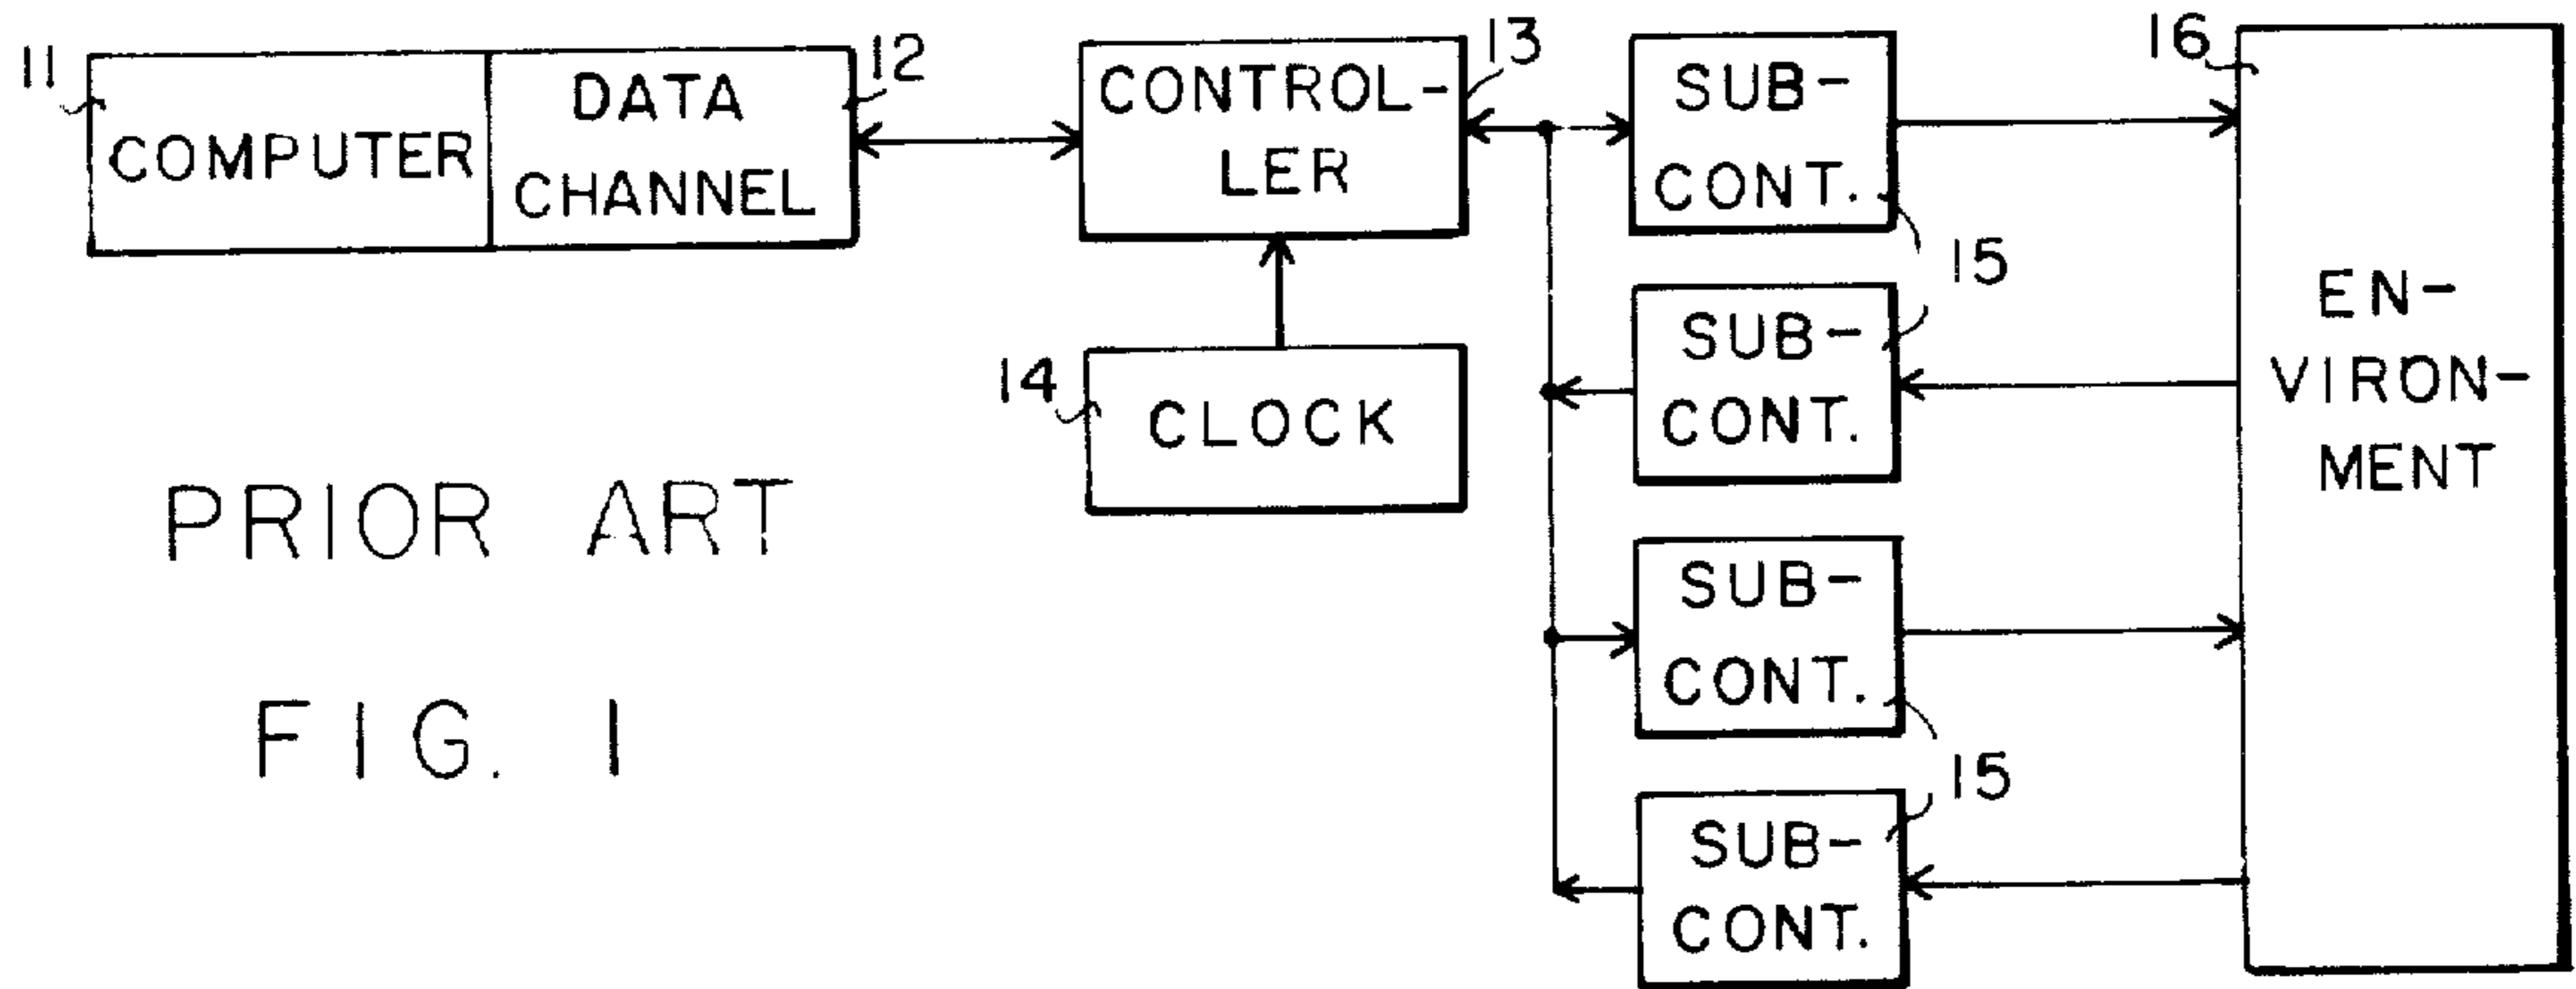 11
COMPUTER
DATA
CHANNEL
12
CONTROL-
LER
13
14
CLOCK
SUB-
CONT.
15
SUB-
CONT.
SUB-
CONT.
15
SUB-
CONT.
16
EN-
VIRON-
MENT
PRIOR ART
FIG. 1